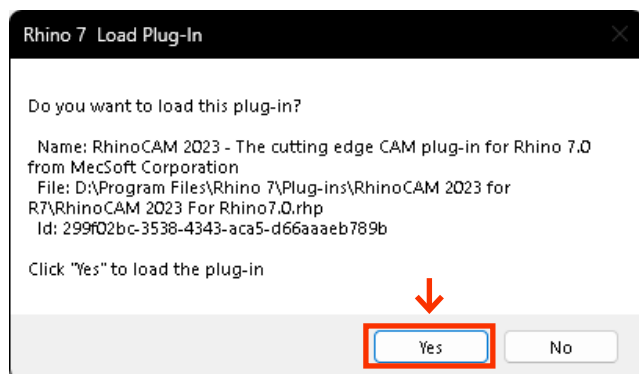 Rhino 7 Load Plug-In
Do you want to load this plug-in?
Name: RhinoCAM 2023 - The cutting edge CAM plug-in for Rhino 7.0
from MecSoft Corporation
File: D:\Program Files\Rhino 7\Plug-ins\RhinoCAM 2023 for
R7\RhinoCAM 2023 For Rhino7.0.rhp
Id: 299f02bc-3538-4343-aca5-d66aaaeb789b
Click "Yes" to load the plug-in
Yes No